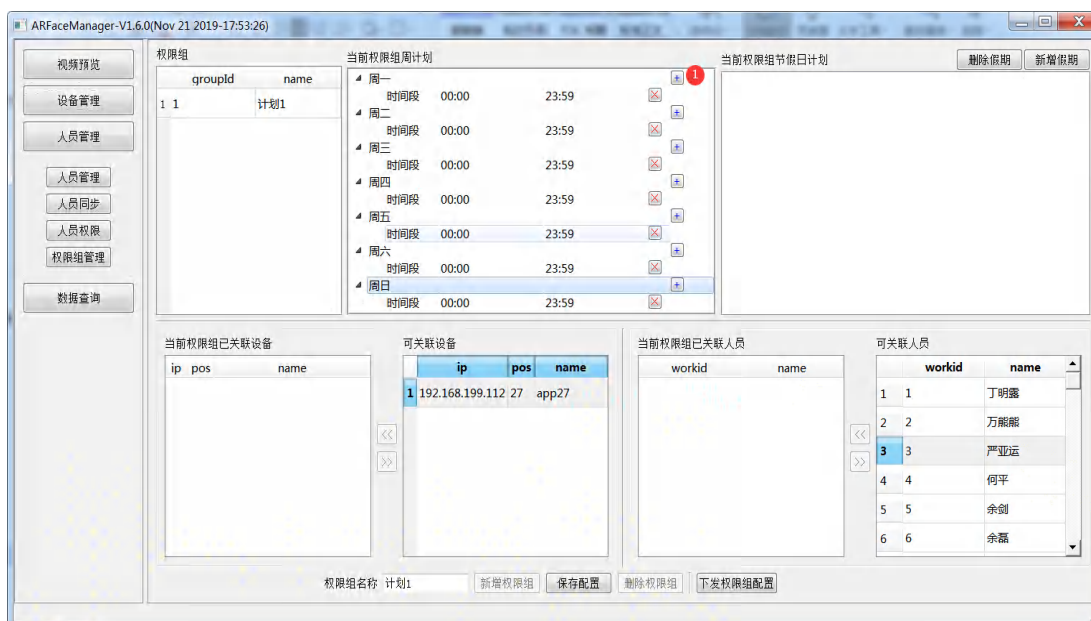 ARFaceManager-V1.6.0(Nov 21 2019-17:53:26)
视频预览
设备管理
人员管理
人员管理
人员同步
人员权限
权限组管理
数据查询
权限组
groupId name
1 1 计划1
当前权限组周计划
周一 + 1
时间段 00:00 23:59
周二 +
时间段 00:00 23:59
周三 +
时间段 00:00 23:59
周四 +
时间段 00:00 23:59
周五 +
时间段 00:00 23:59
周六 +
时间段 00:00 23:59
周日 +
时间段 00:00 23:59
当前权限组节假日计划
删除假期 新增假期
当前权限组已关联设备
ip pos name
<<
>>
可关联设备
ip pos name
1 192.168.199.112 27 app27
当前权限组已关联人员
workid name
<<
>>
可关联人员
workid name
1 1 丁明露
2 2 万熊熊
3 3 严亚运
4 4 何平
5 5 余剑
6 6 余磊
权限组名称 计划1 新增权限组 保存配置 删除权限组 下发权限组配置